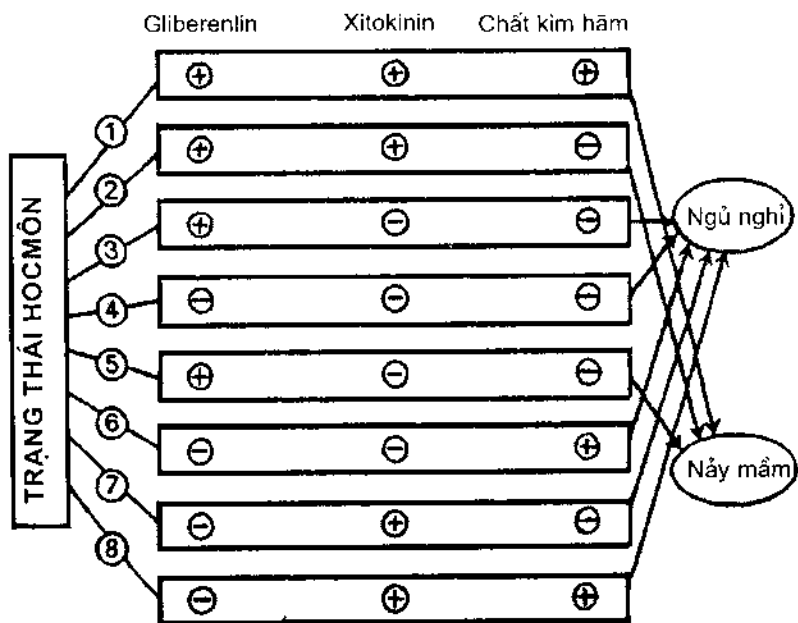 Gliberenlin Xitokinin Chất kìm hãm
TRẠNG THÁI HOCMÔN
1 ⊕ ⊕ ⊕
2 ⊕ ⊕ ⊖
3 ⊕ ⊖ ⊖
4 ⊖ ⊖ ⊖
5 ⊕ ⊖ ⊖
6 ⊖ ⊖ ⊕
7 ⊖ ⊕ ⊖
8 ⊖ ⊕ ⊕
Ngủ nghỉ
Nảy mầm